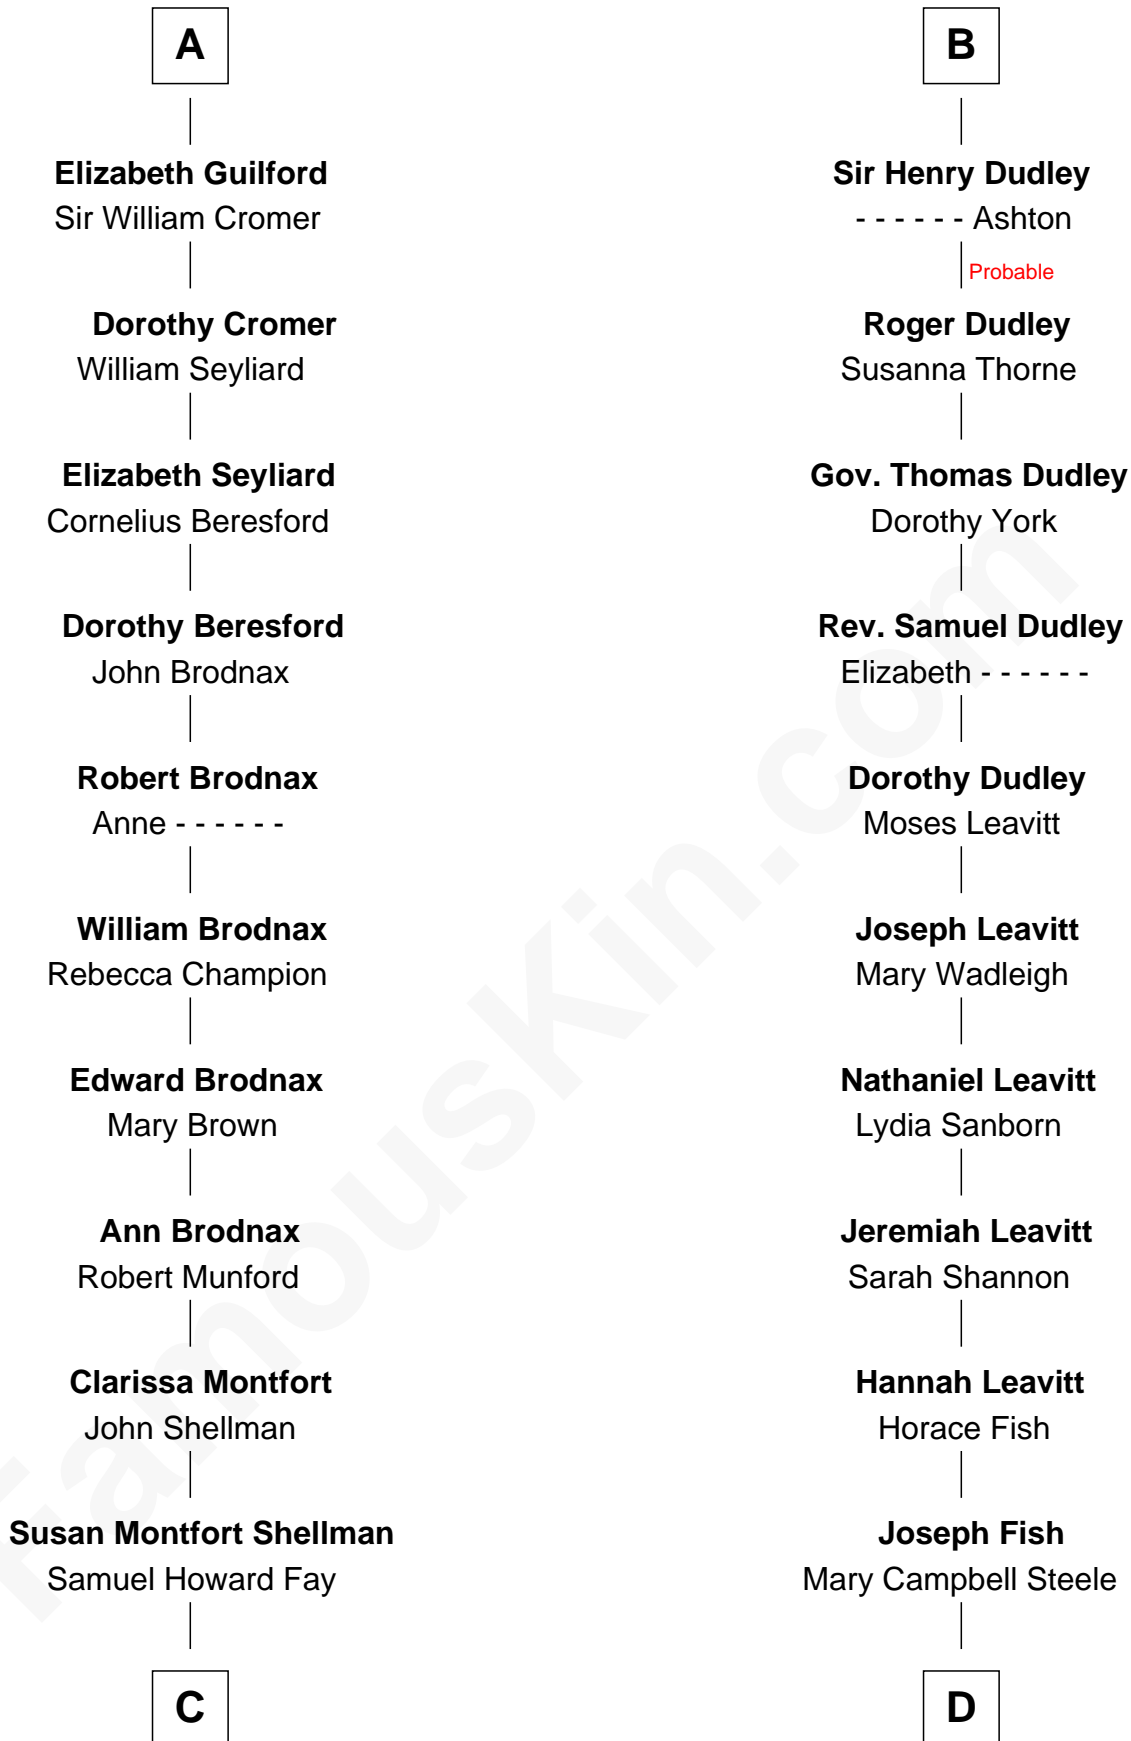 A
Elizabeth Guilford
Sir William Cromer
Dorothy Cromer
William Seyliard
Elizabeth Seyliard
Cornelius Beresford
Dorothy Beresford
John Brodnax
Robert Brodnax
Anne - - - - - -
William Brodnax
Rebecca Champion
Edward Brodnax
Mary Brown
Ann Brodnax
Robert Munford
Clarissa Montfort
John Shellman
Susan Montfort Shellman
Samuel Howard Fay
C
B
Sir Henry Dudley
- - - - - - Ashton
Probable
Roger Dudley
Susanna Thorne
Gov. Thomas Dudley
Dorothy York
Rev. Samuel Dudley
Elizabeth - - - - - -
Dorothy Dudley
Moses Leavitt
Joseph Leavitt
Mary Wadleigh
Nathaniel Leavitt
Lydia Sanborn
Jeremiah Leavitt
Sarah Shannon
Hannah Leavitt
Horace Fish
Joseph Fish
Mary Campbell Steele
D
FamousKin.com